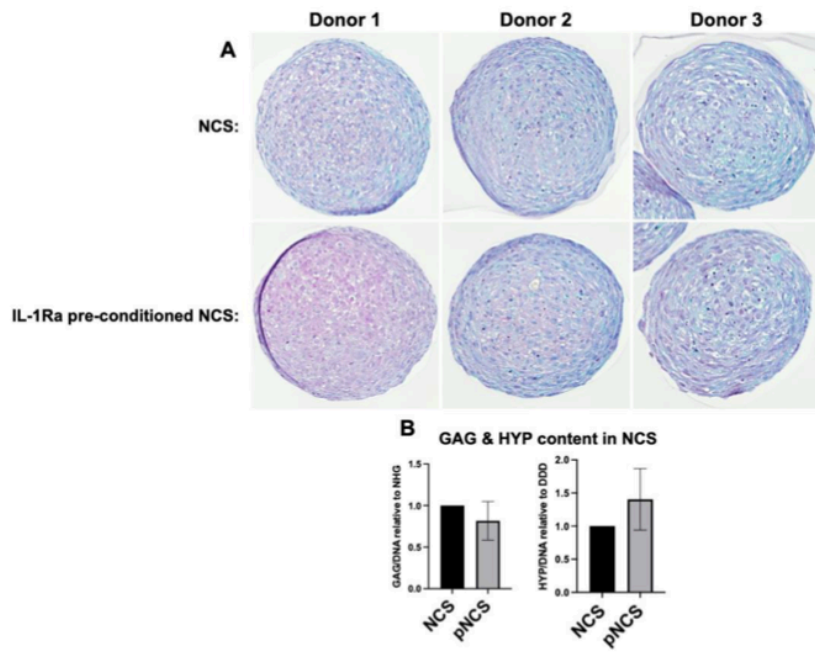 Donor 1 Donor 2 Donor 3
A
NCS:
IL-1Ra pre-conditioned NCS:
B
GAG & HYP content in NCS
GAG/DNA relative to NHG
1.5
1.0
0.5
0.0
NCS
pNCS
HYP/DNA relative to DDD
2.0
1.5
1.0
0.5
0.0
NCS
pNCS